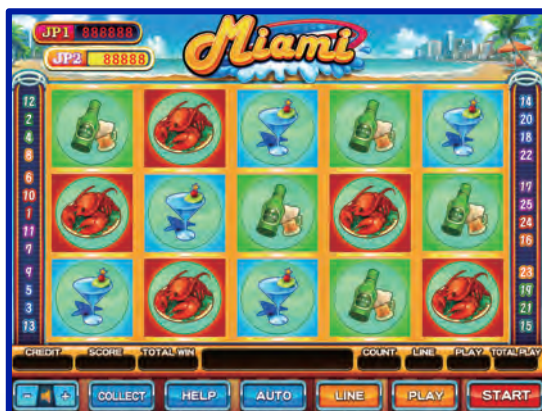 JP1 888888
Miami
JP2 88888
12 14
2 20
4 18
8 22
6 17
10 25
1 24
11 16
7
9 23
5 19
3 21
13 15
CREDIT SCORE TOTAL WIN COUNT LINE PLAY TOTAL PLAY
- + COLLECT HELP AUTO LINE PLAY START